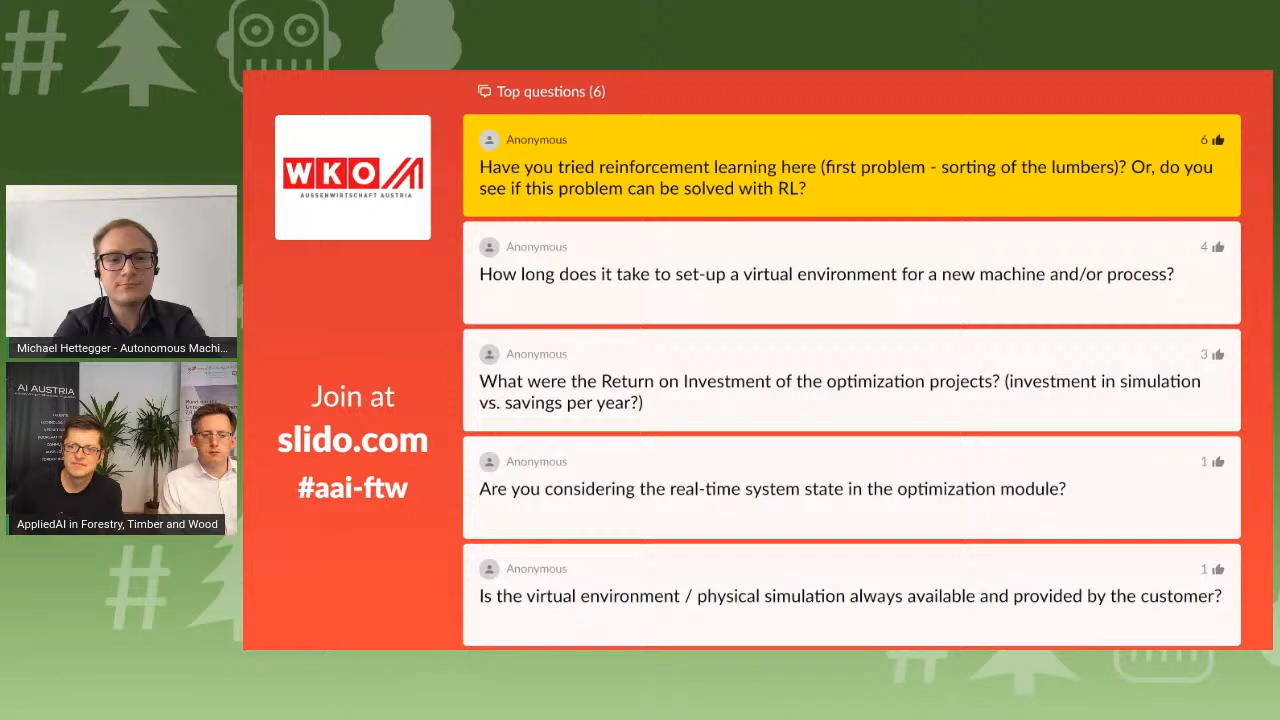 #
Top questions (6)
WKO
AUSSENWIRTSCHAFT AUSTRIA
Anonymous
6
Have you tried reinforcement learning here (first problem - sorting of the lumbers)? Or, do you
see if this problem can be solved with RL?
Anonymous
4
How long does it take to set-up a virtual environment for a new machine and/or process?
Anonymous
3
What were the Return on Investment of the optimization projects? (investment in simulation
vs. savings per year?)
Anonymous
1
Are you considering the real-time system state in the optimization module?
Anonymous
1
Is the virtual environment / physical simulation always available and provided by the customer?
Join at
slido.com
#aai-ftw
Michael Hettegger - Autonomous Machi...
AI AUSTRIA
AppliedAI in Forestry, Timber and Wood
#
#